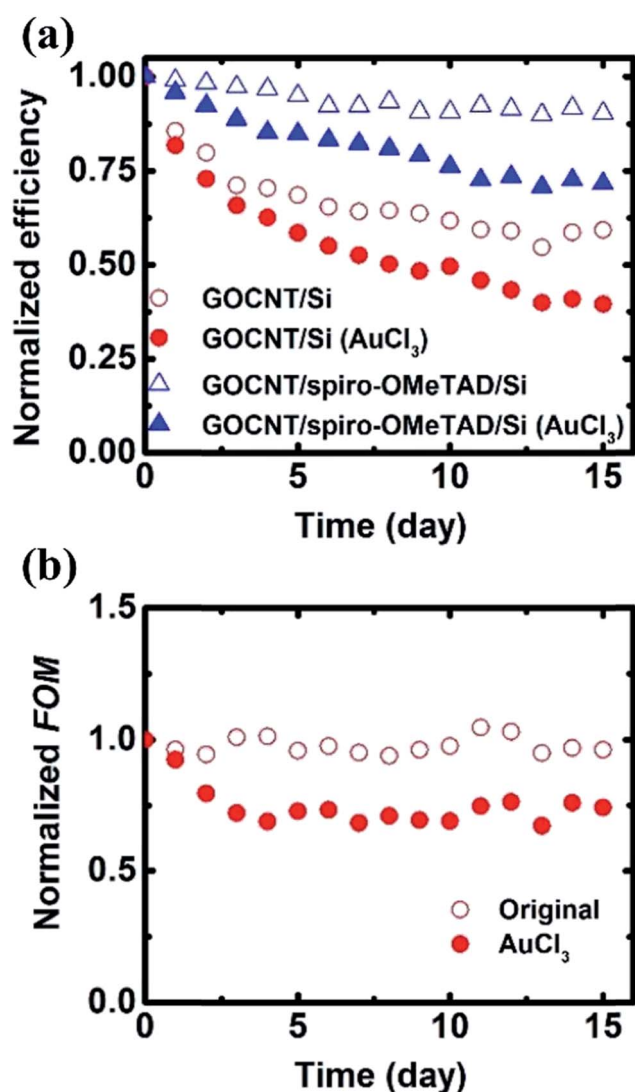 (a)
Normalized efficiency
1.00
0.75
0.50
0.25
0.00
GOCNT/Si
GOCNT/Si (AuCl₃)
GOCNT/spiro-OMeTAD/Si
GOCNT/spiro-OMeTAD/Si (AuCl₃)
0 5 10 15
Time (day)
(b)
Normalized FOM
1.5
1.0
0.5
0.0
Original
AuCl₃
0 5 10 15
Time (day)